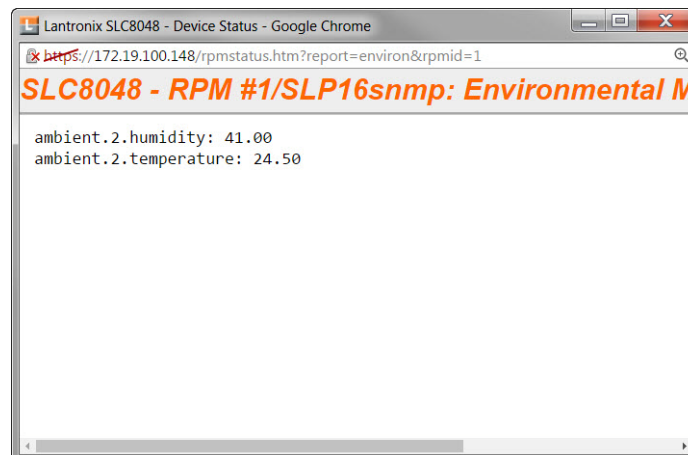 Lantronix SLC8048 - Device Status - Google Chrome
https://172.19.100.148/rpmstatus.htm?report=environ&rpmid=1
SLC8048 - RPM #1/SLP16snmp: Environmental M
ambient.2.humidity: 41.00
ambient.2.temperature: 24.50